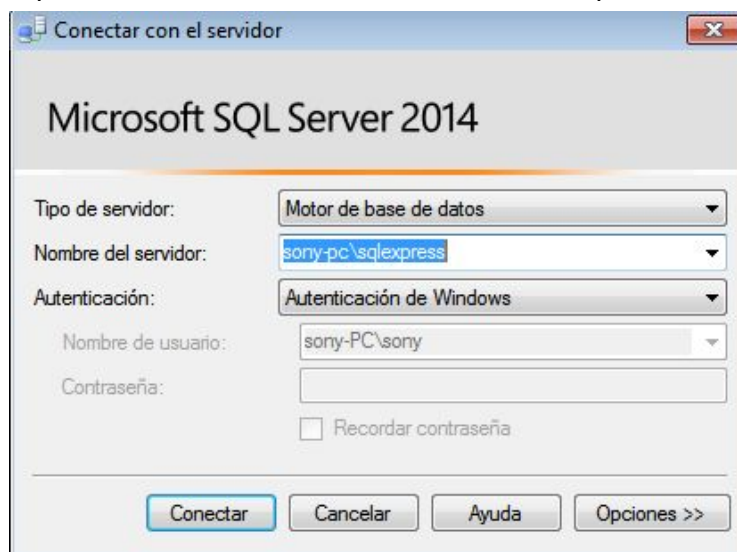 Conectar con el servidor
Microsoft SQL Server 2014
Tipo de servidor: Motor de base de datos
Nombre del servidor: sony-pc\sqlexpress
Autenticación: Autenticación de Windows
Nombre de usuario: sony-PC\sony
Contraseña:
Recordar contraseña
Conectar Cancelar Ayuda Opciones >>